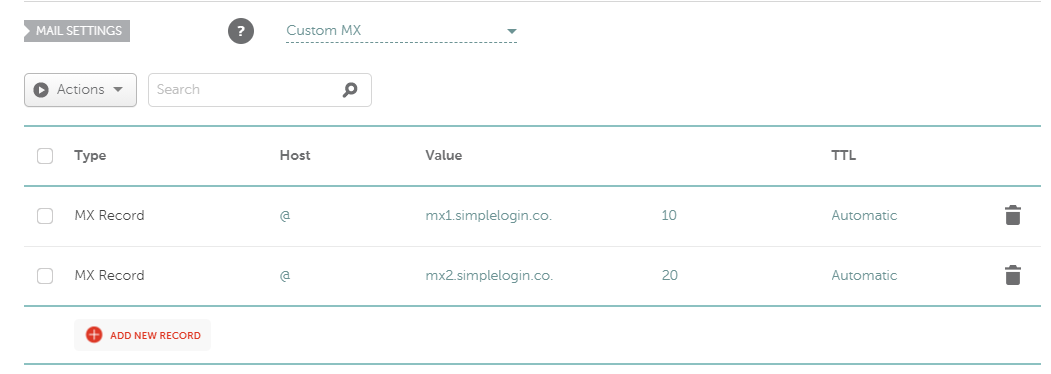 MAIL SETTINGS ? Custom MX
Actions Search
Type Host Value TTL
MX Record @ mx1.simplelogin.co. 10 Automatic
MX Record @ mx2.simplelogin.co. 20 Automatic
ADD NEW RECORD